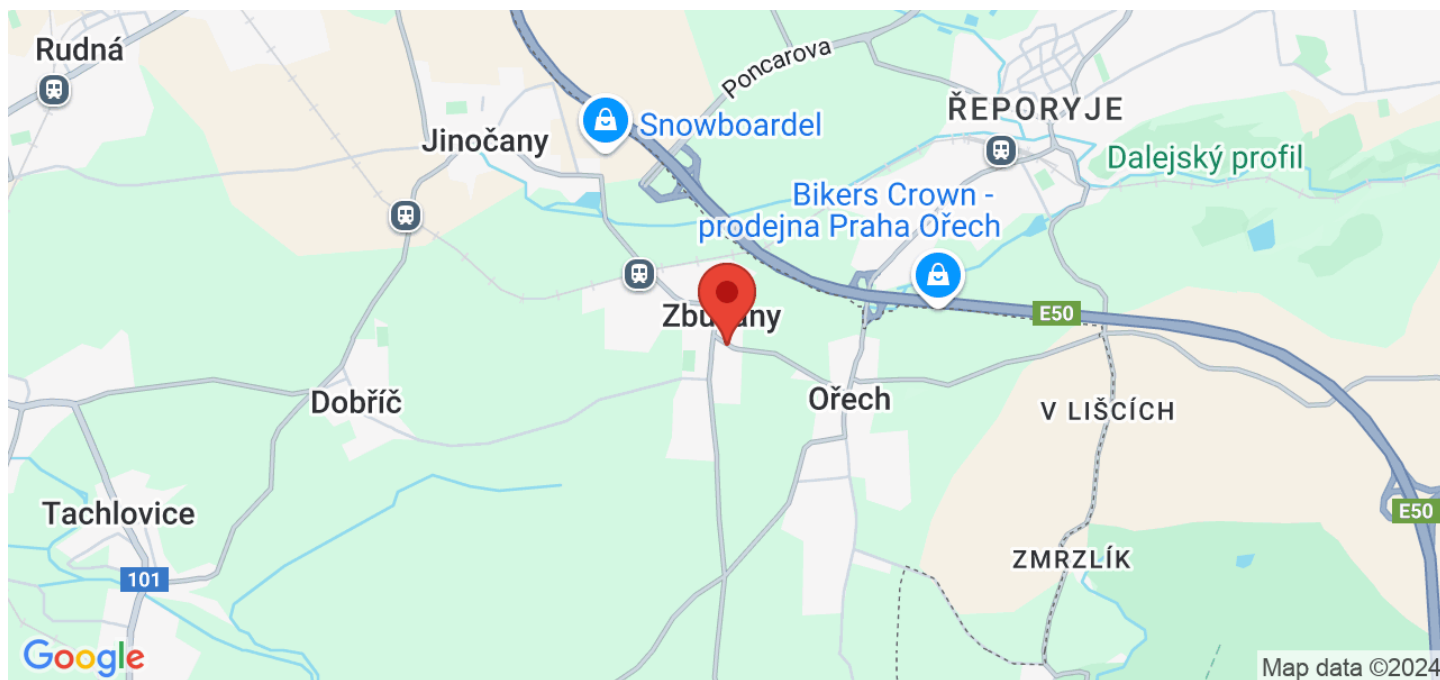 Rudná
Poncarova
ŘEPORYJE
Snowboardel
Jinočany
Dalejský profil
Bikers Crown -
prodejna Praha Ořech
E50
Dobříč
Ořech
V LIŠCÍCH
Tachlovice
E50
ZMRZLÍK
101
Google
Map data ©2024